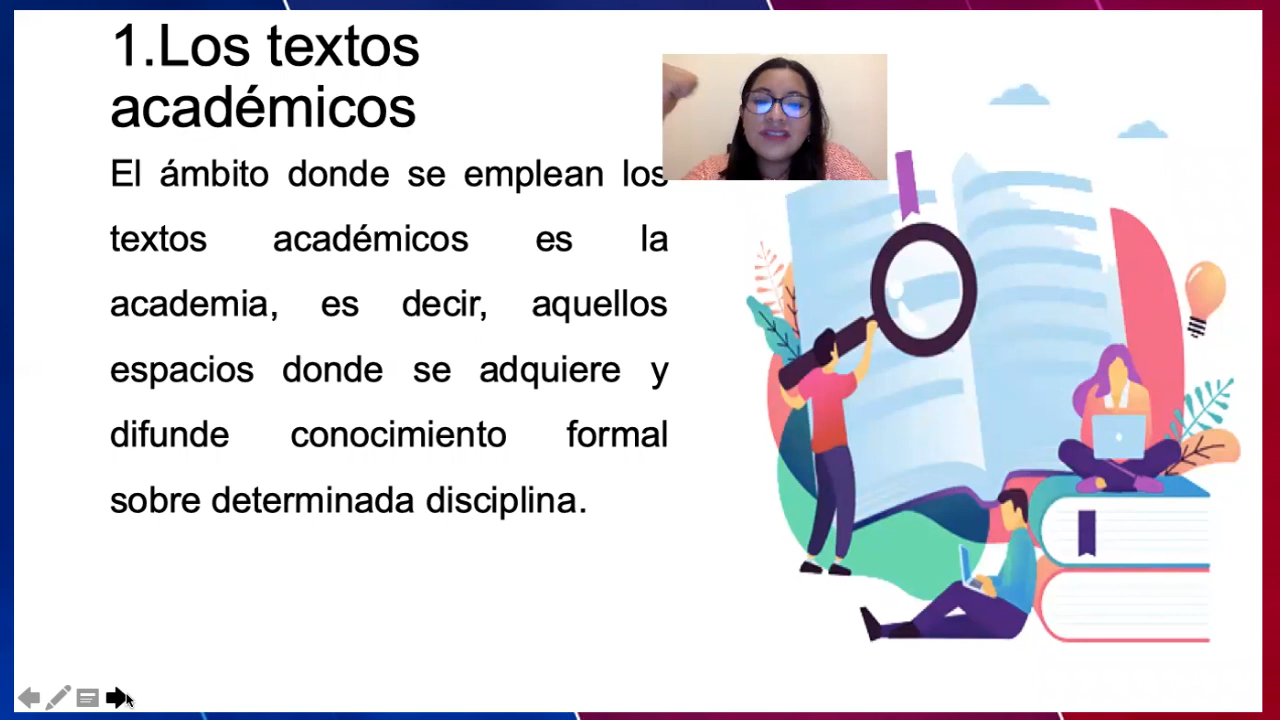 1.Los textos
académicos
El ámbito donde se emplean los
textos académicos es la
academia, es decir, aquellos
espacios donde se adquiere y
difunde conocimiento formal
sobre determinada disciplina.